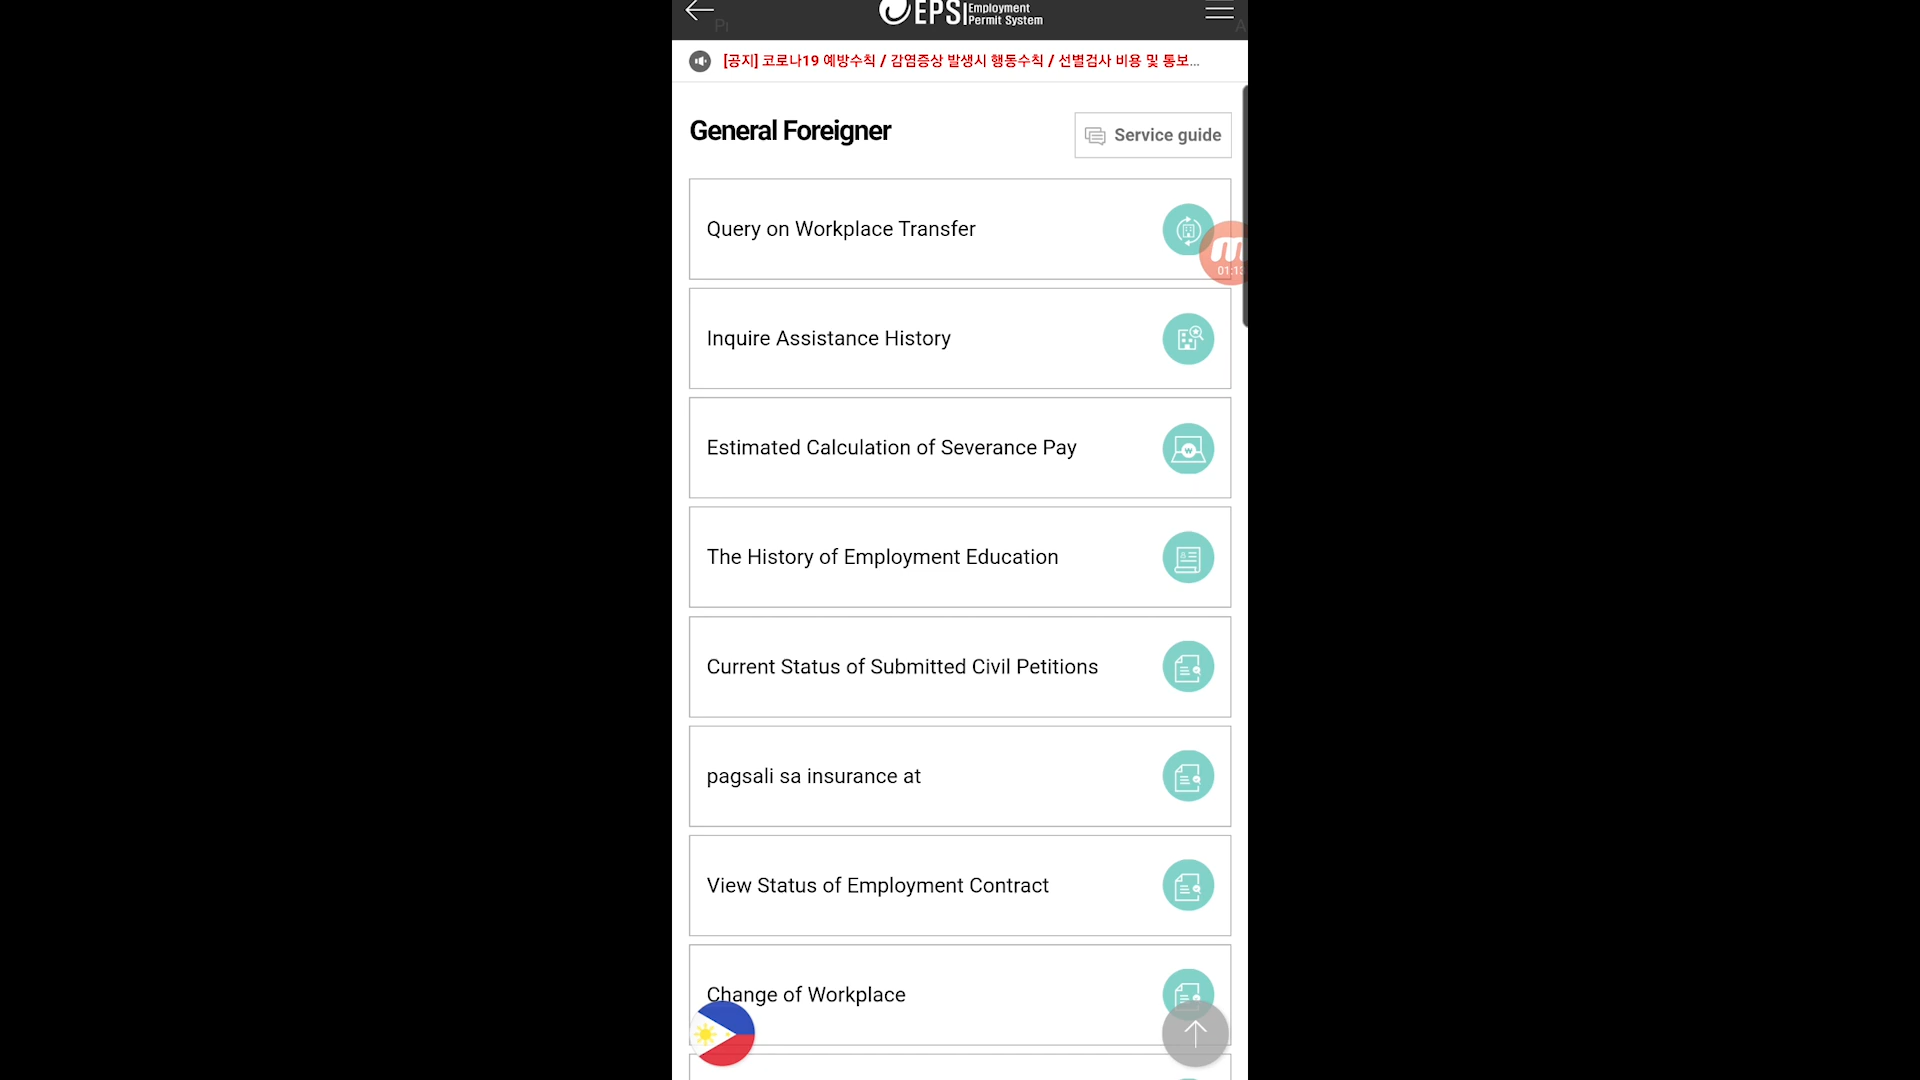 EPS Employment
Permit System
[공지] 코로나19 예방수칙 / 감염증상 발생시 행동수칙 / 선별검사 비용 및 통보...
General Foreigner
Service guide
Query on Workplace Transfer
01:13
Inquire Assistance History
Estimated Calculation of Severance Pay
The History of Employment Education
Current Status of Submitted Civil Petitions
pagsali sa insurance at
View Status of Employment Contract
Change of Workplace